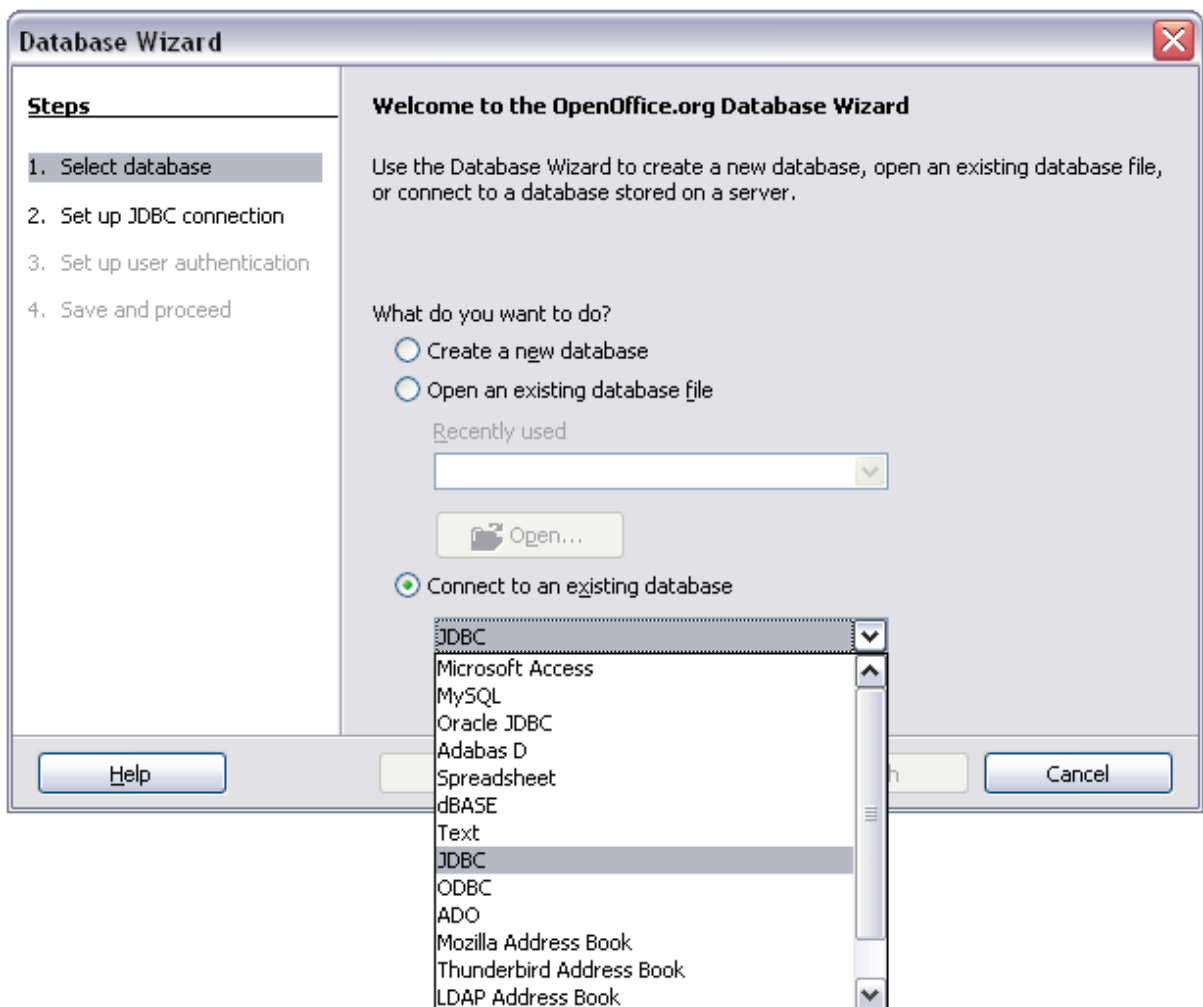 Database Wizard
Steps
1. Select database
2. Set up JDBC connection
3. Set up user authentication
4. Save and proceed
Welcome to the OpenOffice.org Database Wizard
Use the Database Wizard to create a new database, open an existing database file,
or connect to a database stored on a server.
What do you want to do?
Create a new database
Open an existing database file
Recently used
Open...
Connect to an existing database
JDBC
Microsoft Access
MySQL
Oracle JDBC
Adabas D
Spreadsheet
dBASE
Text
JDBC
ODBC
ADO
Mozilla Address Book
Thunderbird Address Book
LDAP Address Book
Help
Cancel